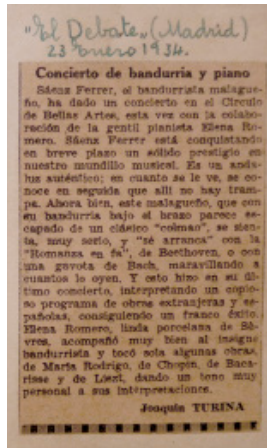 "El Debate" (Madrid)
23 Enero 1934.
Concierto de bandurria y piano
Sáenz Ferrer, el bandurrista malague-
ño, ha dado un concierto en el Círculo
de Bellas Artes, esta vez con la colabo-
ración de la gentil pianista Elena Ro-
mero. Sáenz Ferrer está conquistando
en breve plazo un sólido prestigio en
nuestro mundillo musical. Es un anda-
luz auténtico; en cuanto se le ve, se co-
noce en seguida que allí no hay tram-
pa. Ahora bien, este malagueño, que con
su bandurria bajo el brazo parece es-
capado de un clásico "colmao", se sien-
ta, muy serio, y "se arranca" con la
"Romanza en fa", de Beethoven, o con
una gavota de Bach, maravillando a
cuantos lo oyen. Y esto hizo en su úl-
timo concierto, interpretando un copio-
so programa de obras extranjeras y es-
pañolas, consiguiendo un franco éxito.
Elena Romero, linda porcelana de Sè-
vres, acompañó muy bien al insigne
bandurrista y tocó sola algunas obras,
de María Rodrigo, de Chopin, de Baca-
risse y de Liszt, dando un tono muy
personal a sus interpretaciones.
Joaquín TURINA